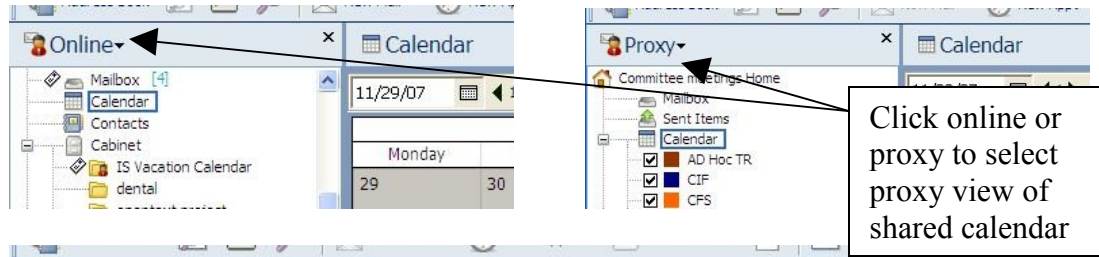 Online
Calendar
Mailbox [4]
Calendar
Contacts
Cabinet
IS Vacation Calendar
dental
11/29/07
Monday
29 30
Proxy
Calendar
Committee meetings Home
Mailbox
Sent Items
Calendar
AD Hoc TR
CIF
CFS
Click online or
proxy to select
proxy view of
shared calendar